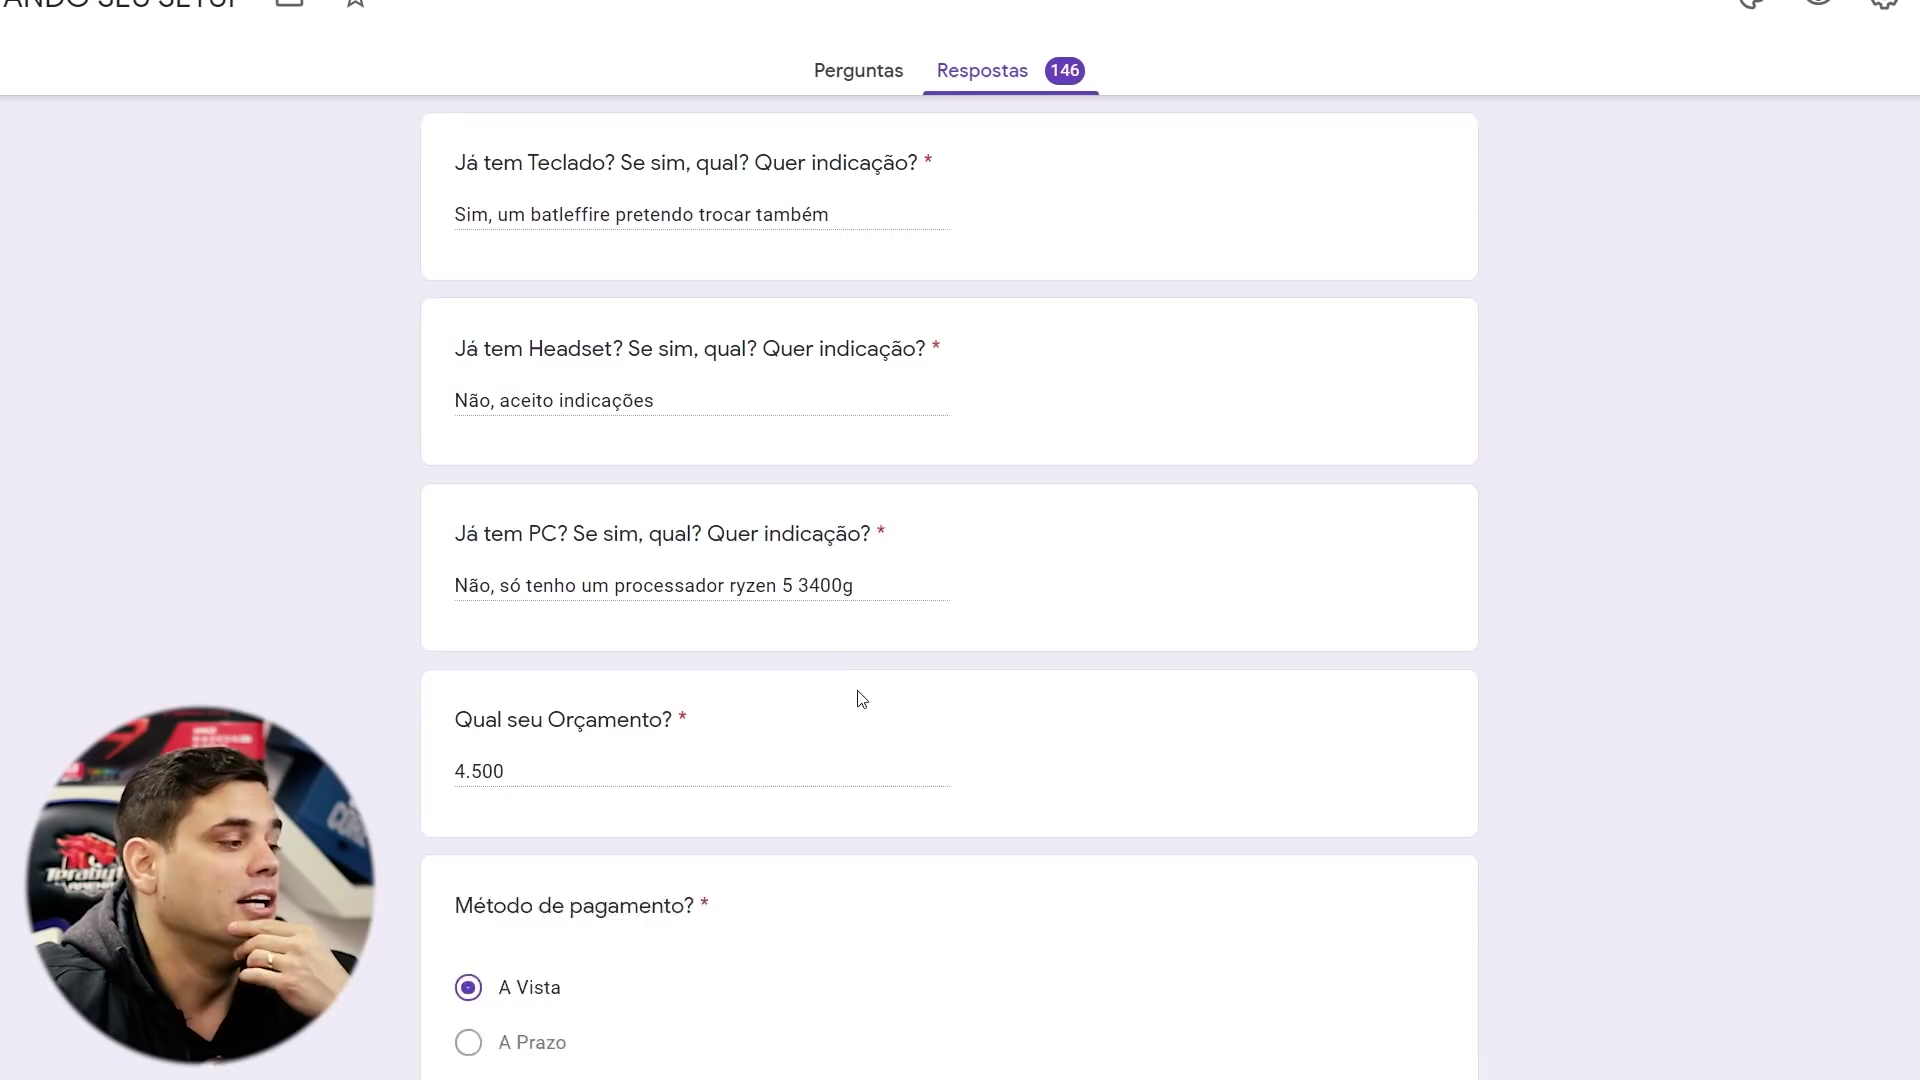 Perguntas
Respostas 146
Já tem Teclado? Se sim, qual? Quer indicação? *
Sim, um batleffire pretendo trocar também
Já tem Headset? Se sim, qual? Quer indicação? *
Não, aceito indicações
Já tem PC? Se sim, qual? Quer indicação? *
Não, só tenho um processador ryzen 5 3400g
Qual seu Orçamento? *
4.500
Método de pagamento? *
A Vista
A Prazo